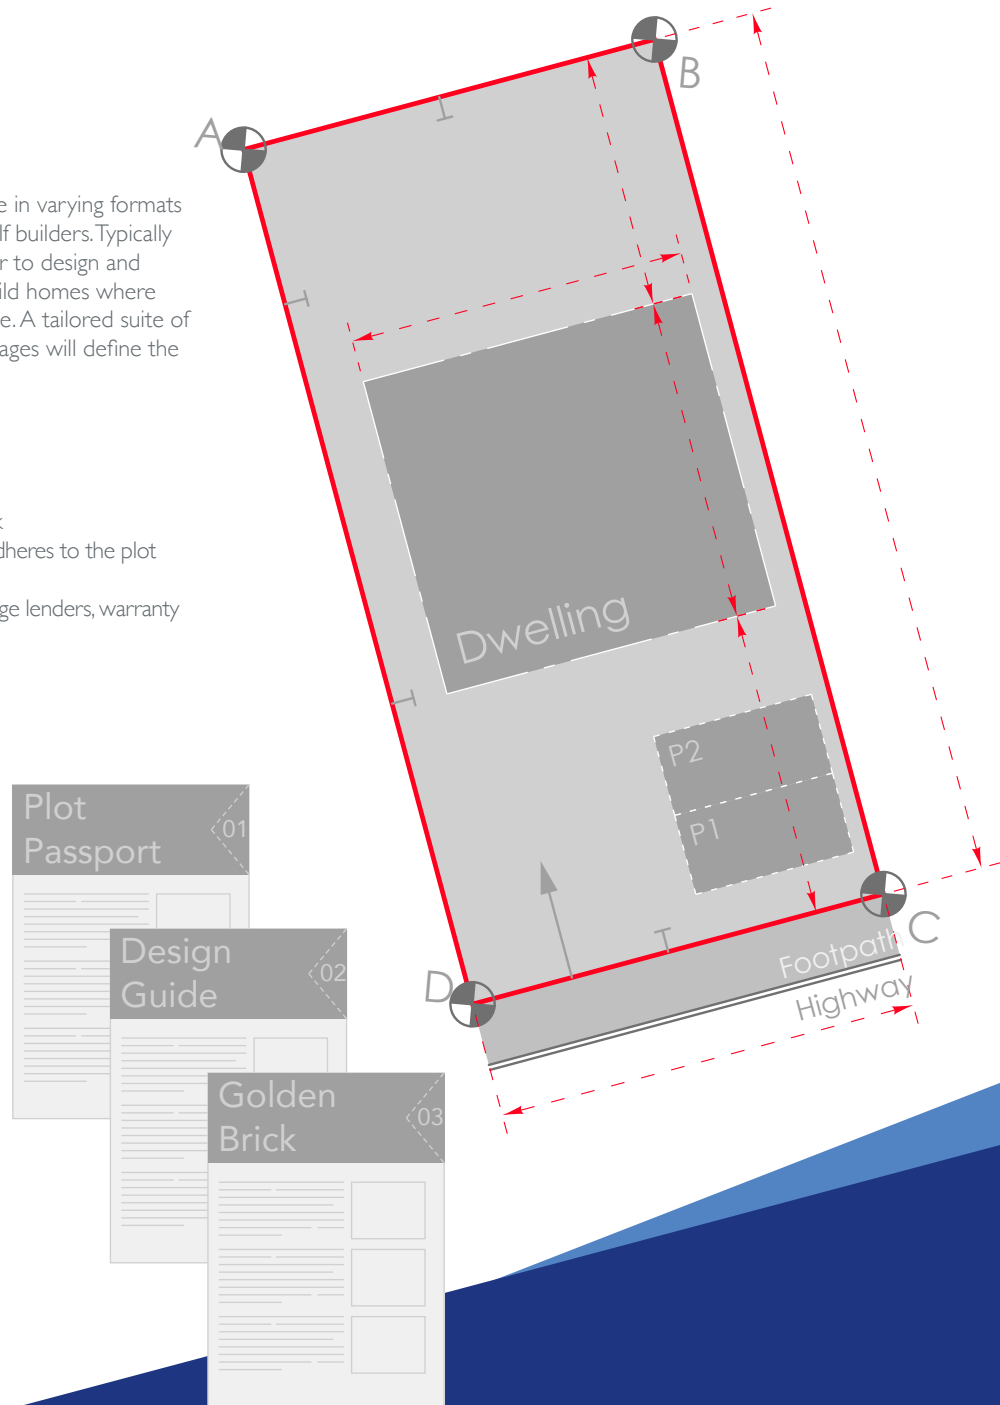 A
B
e in varying formats
lf builders. Typically
r to design and
ild homes where
e. A tailored suite of
ages will define the
dheres to the plot
ge lenders, warranty
Dwelling
P2
P1
C
D
Footpath
Highway
Plot
Passport
01
Design
Guide
02
Golden
Brick
03